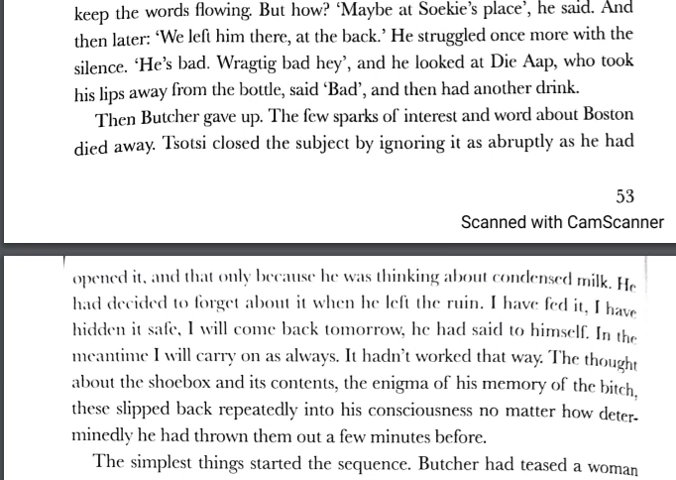 keep the words flowing. But how? ‘Maybe at Soekie’s place’, he said. And
then later: ‘We left him there, at the back.’ He struggled once more with the
silence. ‘He’s bad. Wragtig bad hey’, and he looked at Die Aap, who took
his lips away from the bottle, said ‘Bad’, and then had another drink.
Then Butcher gave up. The few sparks of interest and word about Boston
died away. Tsotsi closed the subject by ignoring it as abruptly as he had
53
Scanned with CamScanner
opened it, and that only because he was thinking about condensed milk. He
had decided to forget about it when he left the ruin. I have fed it, I have
hidden it safe, I will come back tomorrow, he had said to himself. In the
meantime I will carry on as always. It hadn’t worked that way. The thought
about the shoebox and its contents, the enigma of his memory of the bitch,
these slipped back repeatedly into his consciousness no matter how deter-
minedly he had thrown them out a few minutes before.
The simplest things started the sequence. Butcher had teased a woman